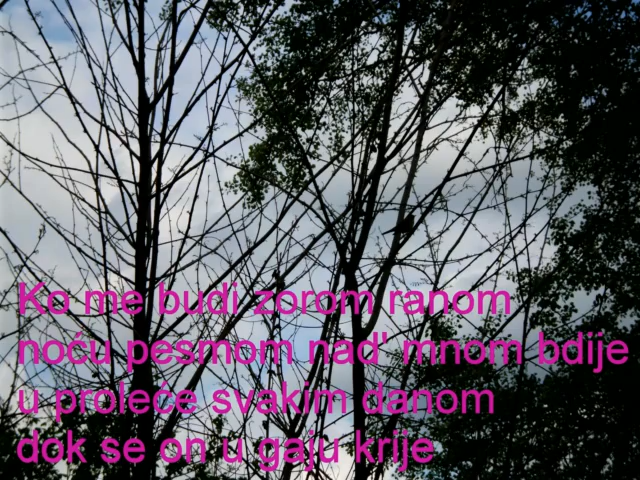 Ko me budi zorom ranom
noću pesmom nad' mnom bdije
u proleće svakim danom
dok se on u gaju krije